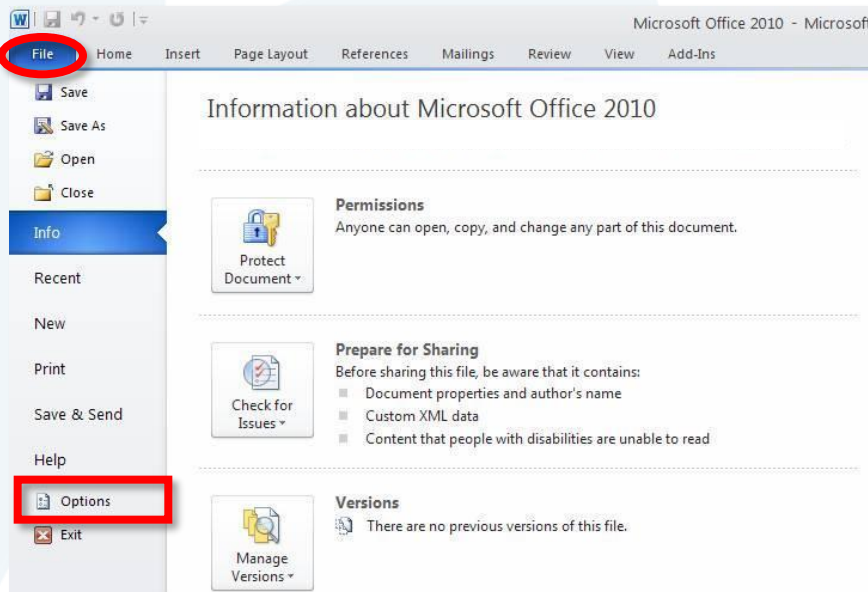 W
Microsoft Office 2010 - Microsoft
File Home Insert Page Layout References Mailings Review View Add-Ins
Save
Save As
Open
Close
Info
Recent
New
Print
Save & Send
Help
Options
Exit
Information about Microsoft Office 2010
Permissions
Anyone can open, copy, and change any part of this document.
Protect
Document
Prepare for Sharing
Before sharing this file, be aware that it contains:
Document properties and author's name
Custom XML data
Content that people with disabilities are unable to read
Check for
Issues
Versions
There are no previous versions of this file.
Manage
Versions